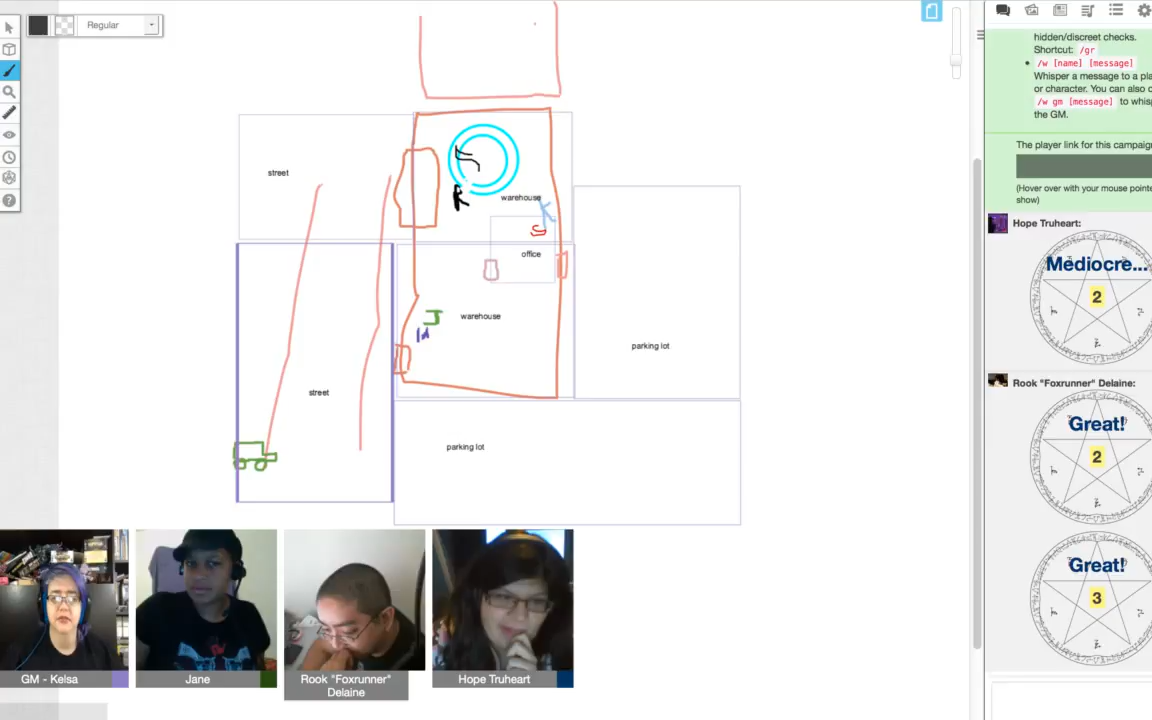 Regular
hidden/discreet checks.
Shortcut: /gr
/w [name] [message]
Whisper a message to a pla
or character. You can also c
/w gm [message] to whis
the GM.
The player link for this campaig
(Hover over with your mouse pointe
show)
Hope Truheart:
Mediocre...
2
Rook "Foxrunner" Delaine:
Great!
2
Great!
3
street
warehouse
K
K
S
office
J
warehouse
parking lot
street
parking lot
GM - Kelsa
Jane
Rook "Foxrunner"
Delaine
Hope Truheart